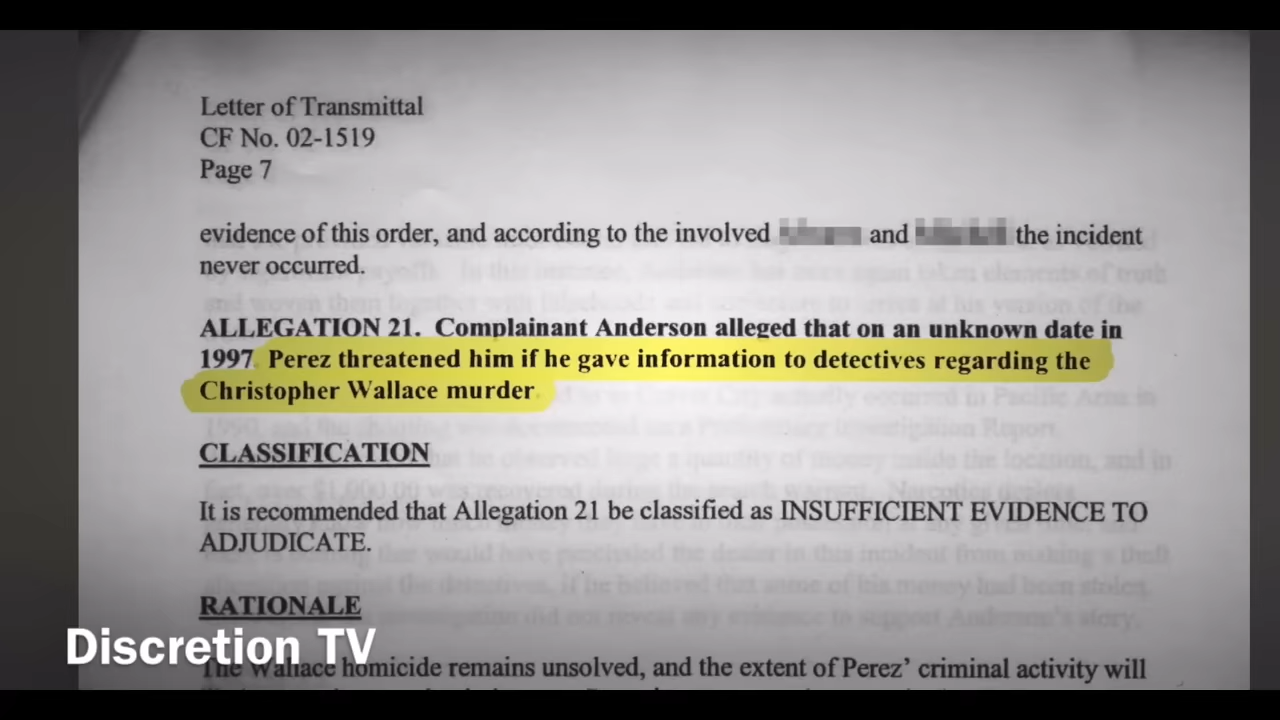 Letter of Transmittal
CF No. 02-1519
Page 7
evidence of this order, and according to the involved and the incident
never occurred.
ALLEGATION 21. Complainant Anderson alleged that on an unknown date in
1997 Perez threatened him if he gave information to detectives regarding the
Christopher Wallace murder.
CLASSIFICATION
It is recommended that Allegation 21 be classified as INSUFFICIENT EVIDENCE TO
ADJUDICATE.
RATIONALE
The Wallace homicide remains unsolved, and the extent of Perez' criminal activity will
Discretion TV